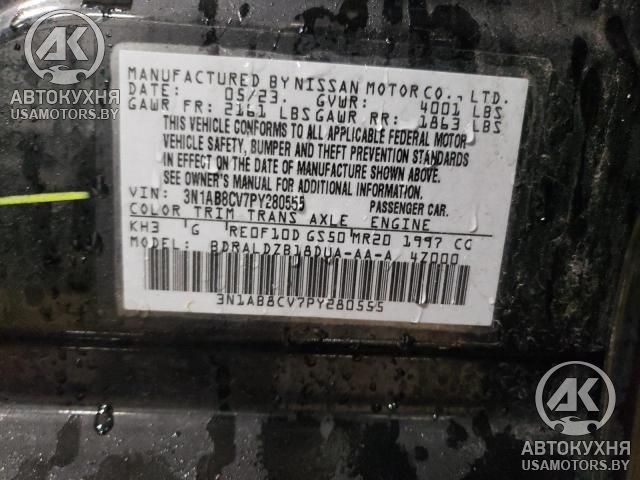 MANUFACTURED BY NISSAN MOTOR CO., LTD.
DATE: 05/23. GVWR: 4001 LBS
GAWR FR: 2161 LBS GAWR RR: 1863 LBS
THIS VEHICLE CONFORMS TO ALL APPLICABLE FEDERAL MOTOR
VEHICLE SAFETY, BUMPER AND THEFT PREVENTION STANDARDS
IN EFFECT ON THE DATE OF MANUFACTURE SHOWN ABOVE.
SEE OWNER'S MANUAL FOR ADDITIONAL INFORMATION.
VIN: 3N1AB8CV7PY280555 PASSENGER CAR.
COLOR TRIM TRANS AXLE ENGINE
KH3 G RE0F10D GS50 MR20 1997 CC
MODEL: BDRALDZB18DUA-AA-A 4Z000
3N1AB8CV7PY280555
АК
АВТОКУХНЯ
USAMOTORS.BY
АК
АВТОКУХНЯ
USAMOTORS.BY